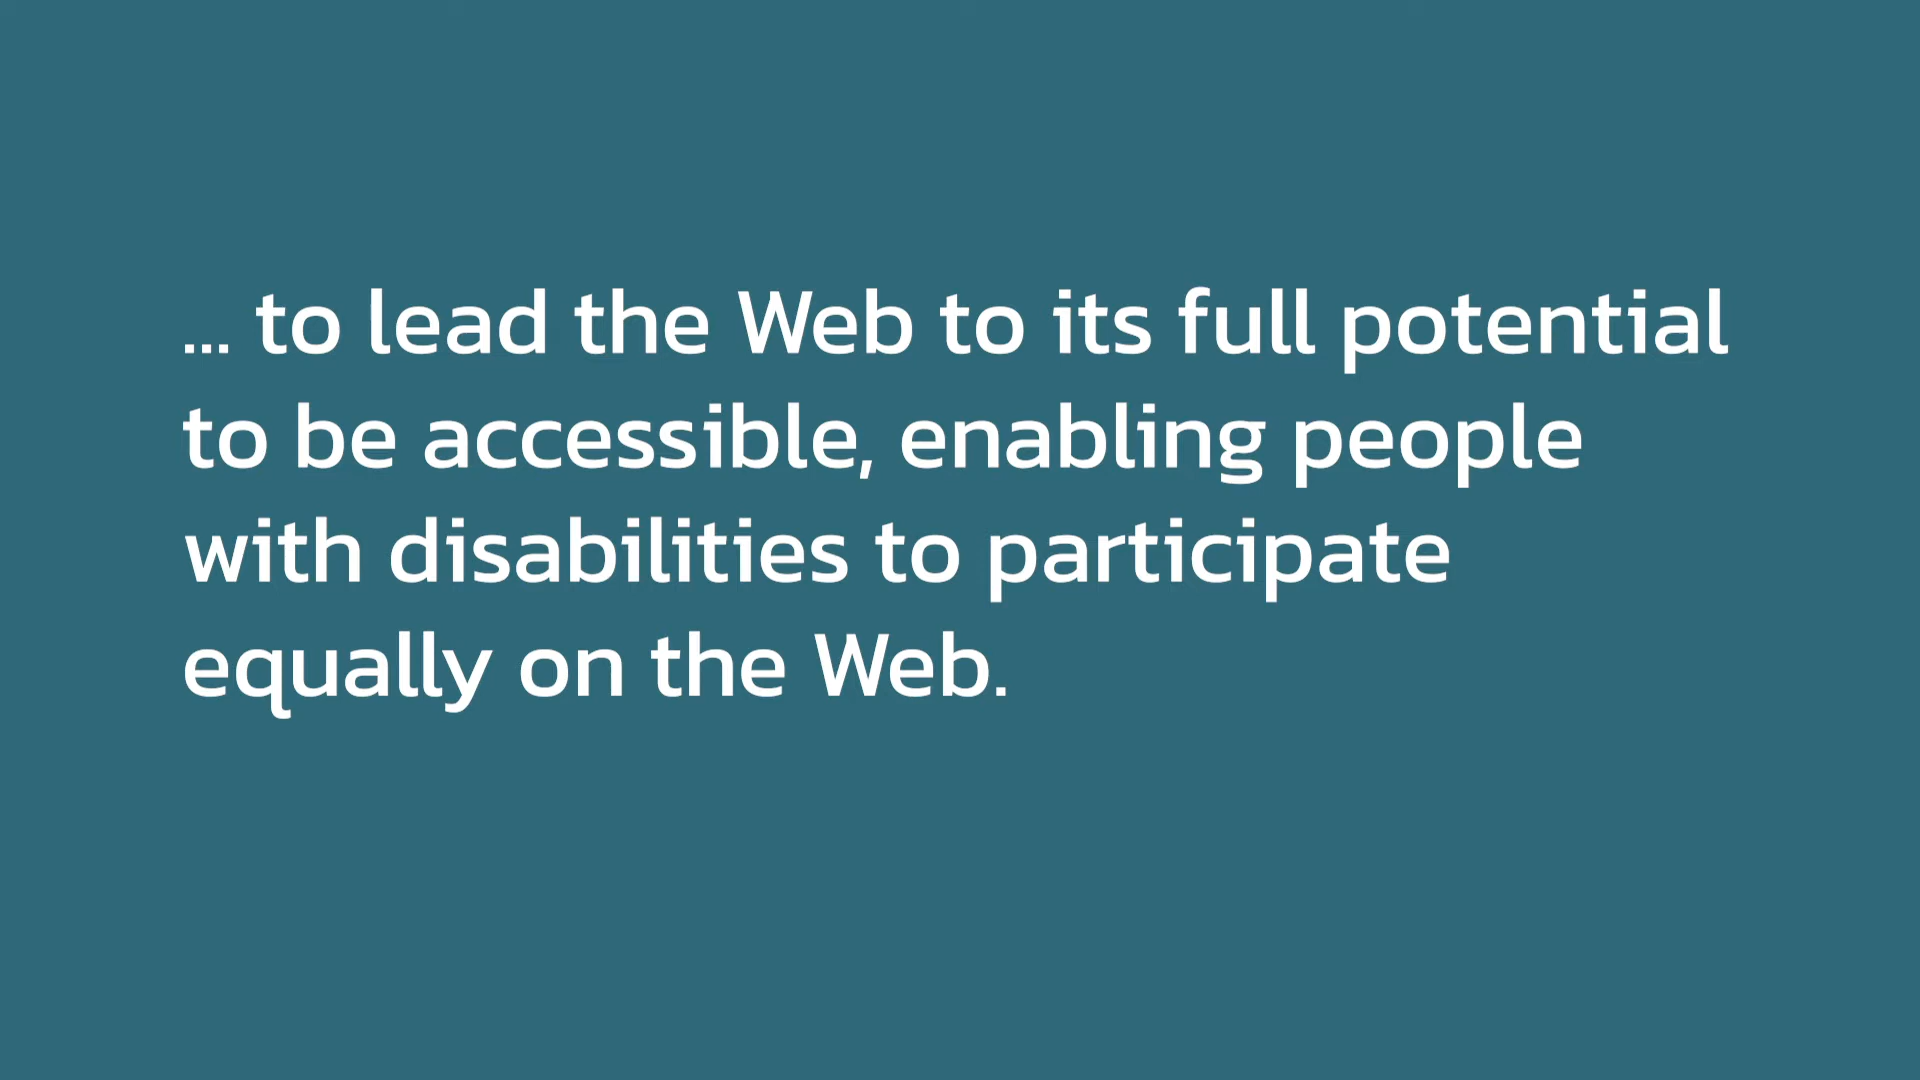 ... to lead the Web to its full potential
to be accessible, enabling people
with disabilities to participate
equally on the Web.